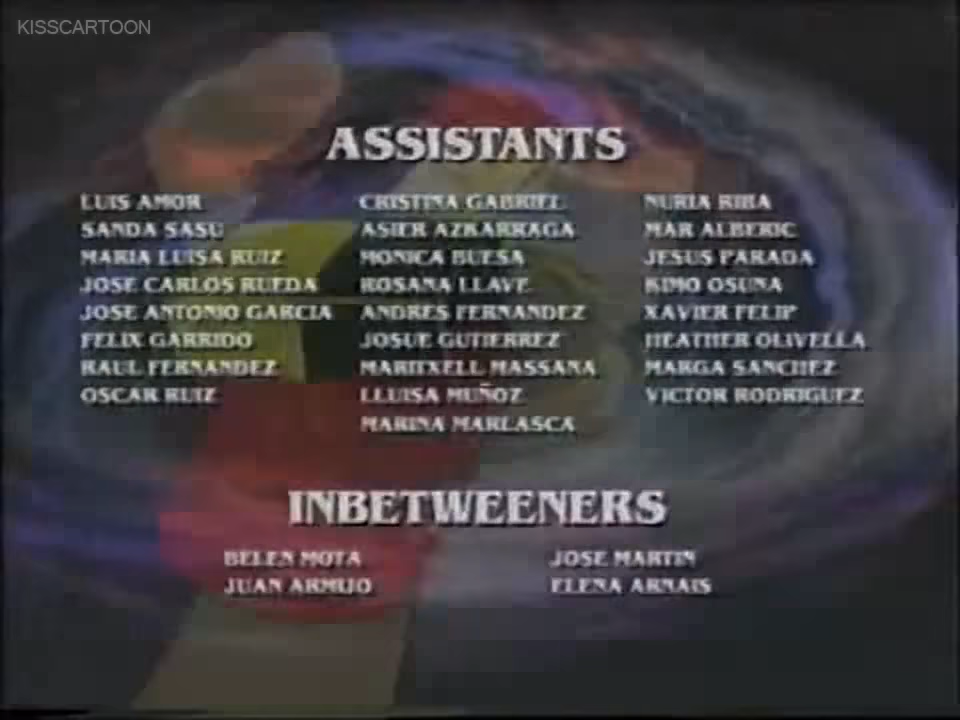 KISSCARTOON
ASSISTANTS
LUIS AMOR
SANDA SASU
MARIA LUISA RUIZ
JOSE CARLOS RUEDA
JOSE ANTONIO GARCIA
FELIX GARRIDO
RAUL FERNANDEZ
OSCAR RUIZ
CRISTINA GABRIEL
ASIER AZKARRAGA
MONICA BUESA
ROSANA LLAVE
ANDRES FERNANDEZ
JOSUE GUTIERREZ
MARITXELL MASSANA
LLUISA MUÑOZ
MARINA MARLASCA
NURIA RIBA
MAR ALBERIC
JESUS PARADA
KIMO OSUNA
XAVIER FELIP
HEATHER OLIVELLA
MARGA SANCHEZ
VICTOR RODRIGUEZ
INBETWEENERS
BELEN MOTA
JUAN ARMIJO
JOSE MARTIN
ELENA ARNAIS